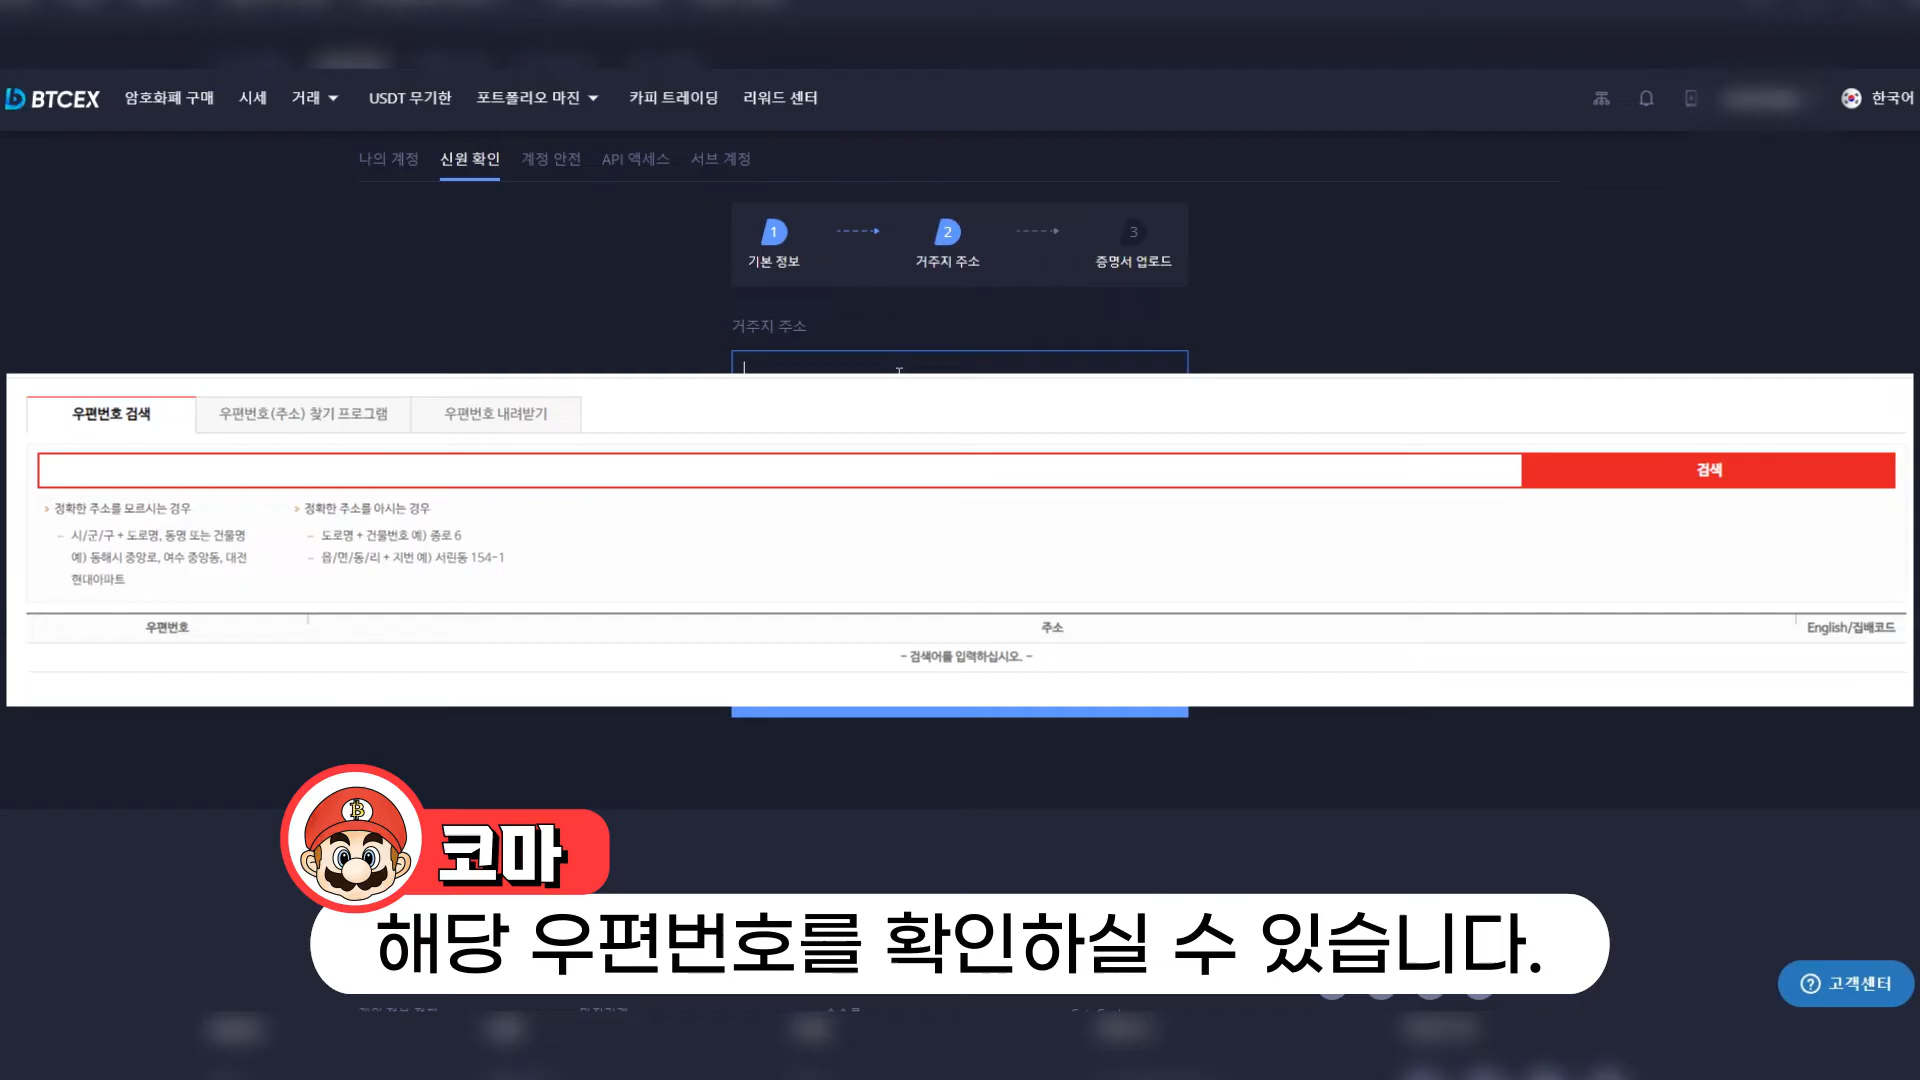 BTCEX 암호화폐 구매 시세 거래 USDT 무기한 포트폴리오 마진 카피 트레이딩 리워드 센터 한국어
나의 계정 신원 확인 계정 안전 API 액세스 서브 계정
1 2 3
기본 정보 거주지 주소 증명서 업로드
거주지 주소
우편번호 검색 우편번호(주소) 찾기 프로그램 우편번호 내려받기
검색
정확한 주소를 모르시는 경우
- 시/군/구 + 도로명, 동명 또는 건물명
예) 동해시 중앙로, 여수 중앙동, 대전
현대아파트
정확한 주소를 아시는 경우
- 도로명 + 건물번호 예) 종로 6
- 읍/면/동/리 + 지번 예) 서린동 154-1
우편번호 주소 English/집배코드
- 검색어를 입력하십시오. -
B
코마
해당 우편번호를 확인하실 수 있습니다.
? 고객센터